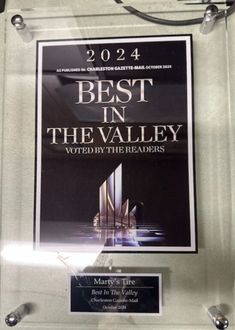 2024
AS PUBLISHED IN: CHARLESTON GAZETTE-MAIL OCTOBER 2024
BEST
IN
THE VALLEY
VOTED BY THE READERS
Marty's Tire
Best In The Valley
Charleston Gazette-Mail
October 2024